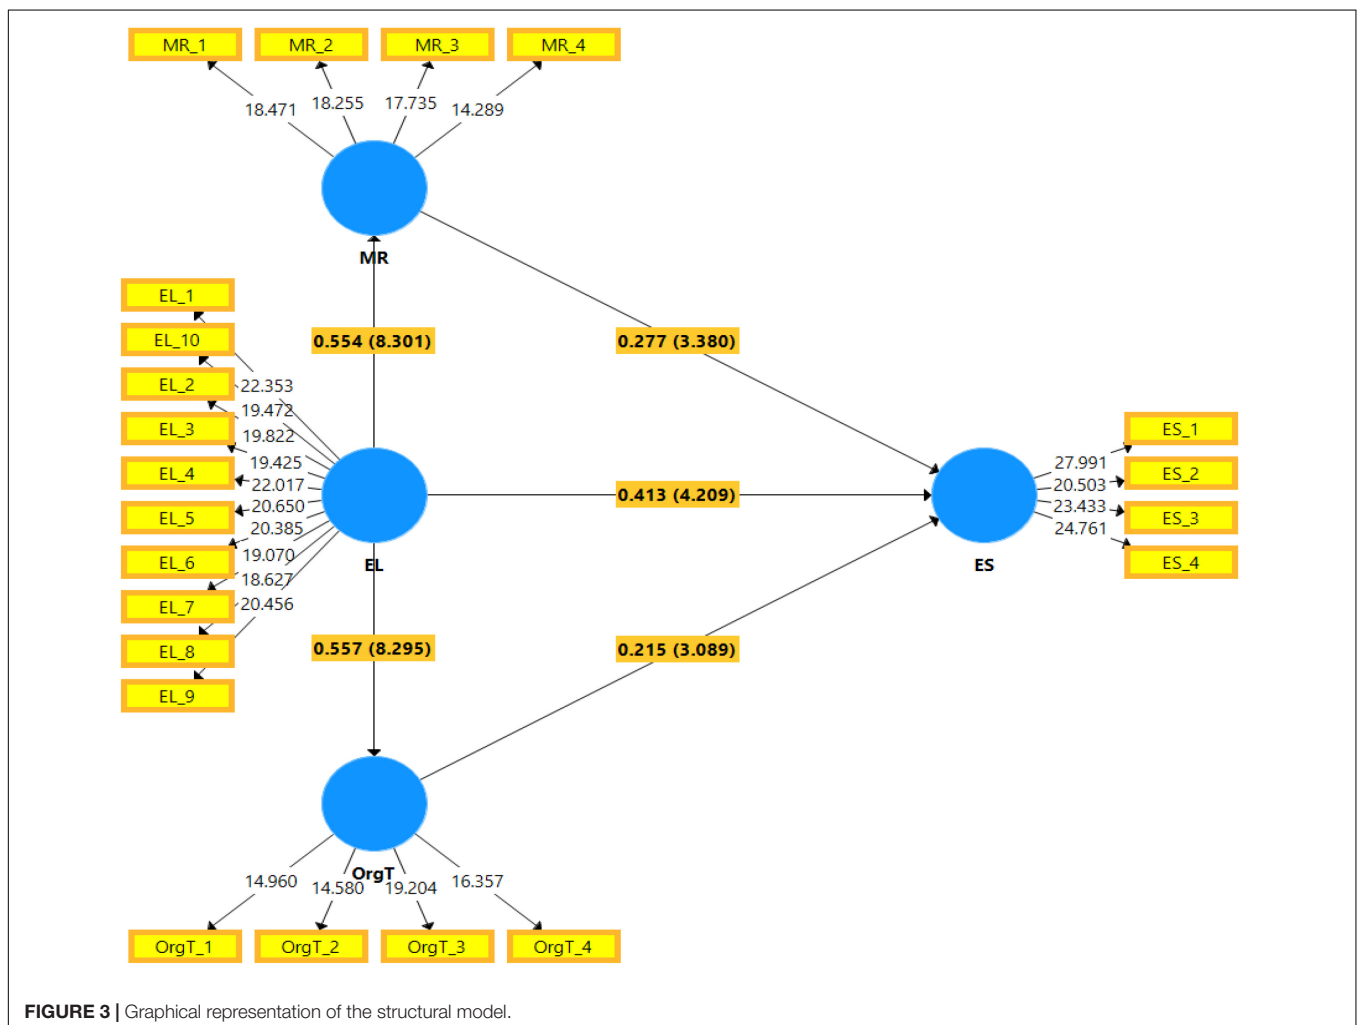 MR_1 MR_2 MR_3 MR_4
18.471 18.255 17.735 14.289
MR
EL_1
EL_10
EL_2
EL_3
EL_4
EL_5
EL_6
EL_7
EL_8
EL_9
22.353
19.472
19.822
19.425
22.017
20.650
20.385
19.070
18.627
20.456
EL
0.554 (8.301)
0.277 (3.380)
0.413 (4.209)
0.557 (8.295)
0.215 (3.089)
ES
27.991
20.503
23.433
24.761
ES_1
ES_2
ES_3
ES_4
OrgT
14.960 14.580 19.204 16.357
OrgT_1 OrgT_2 OrgT_3 OrgT_4
FIGURE 3 | Graphical representation of the structural model.